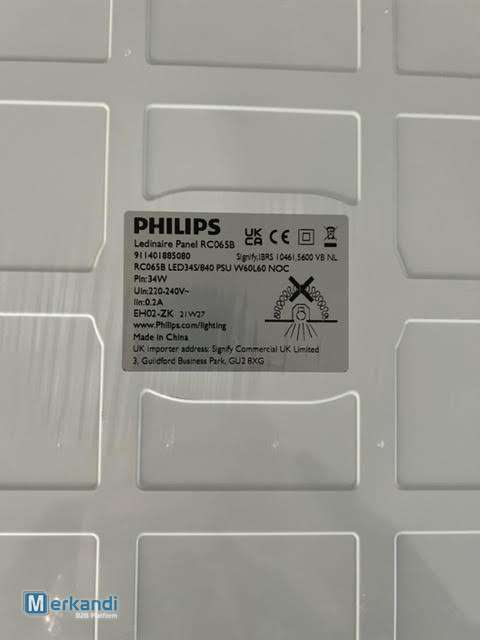 PHILIPS
Ledinaire Panel RC065B
911401885080
Signify,IBRS 10461,5600 VB NL
RC065B LED34S/840 PSU W60L60 NOC
Pin:34W
Uin:220-240V~
Iin:0.2A
EH02-ZK 21W27
www.Philips.com/lighting
Made in China
UK importer address: Signify Commercial UK Limited
3, Guildford Business Park, GU2 8XG
UK
CA
CE
Merkandi
B2B Platform